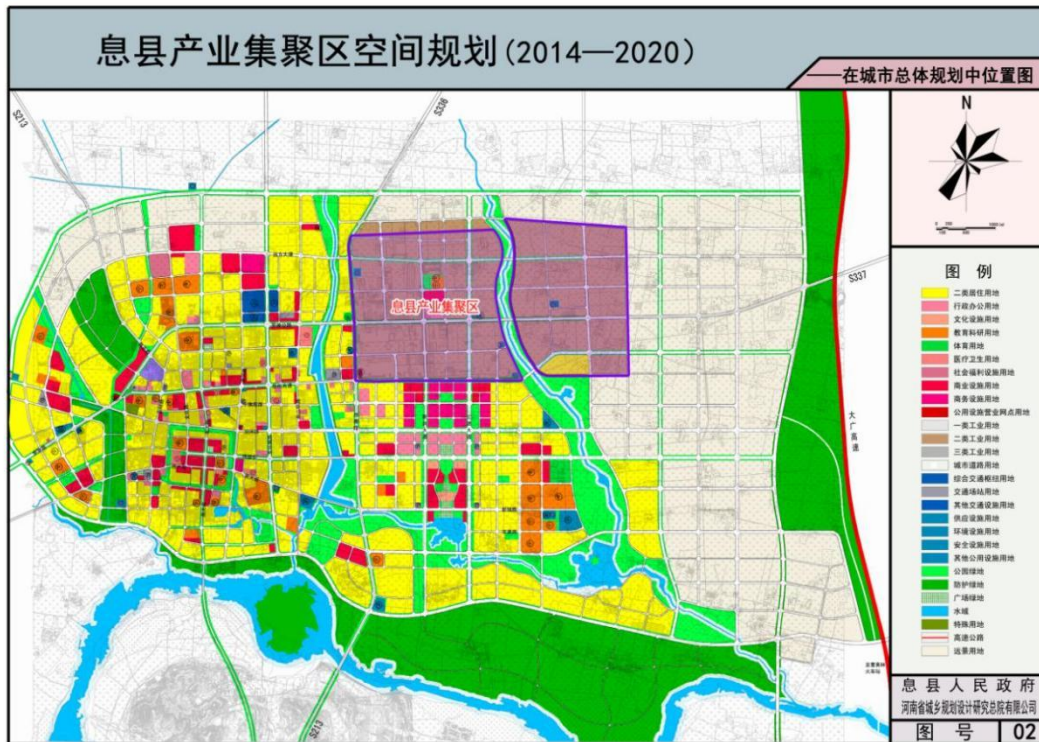 息县产业集聚区空间规划(2014—2020)
——在城市总体规划中位置图
S213
S336
N
S337
息县产业集聚区
大广高速
S213
图例
二类居住用地
行政办公用地
文化设施用地
教育科研用地
体育用地
医疗卫生用地
社会福利设施用地
商业设施用地
商务设施用地
公用设施营业网点用地
一类工业用地
二类工业用地
三类工业用地
城市道路用地
综合交通枢纽用地
交通场站用地
其他交通设施用地
供应设施用地
环境设施用地
安全设施用地
其他公用设施用地
公园绿地
防护绿地
广场绿地
水域
特殊用地
高速公路
远景用地
息县人民政府
河南省城乡规划设计研究总院有限公司
图号 02